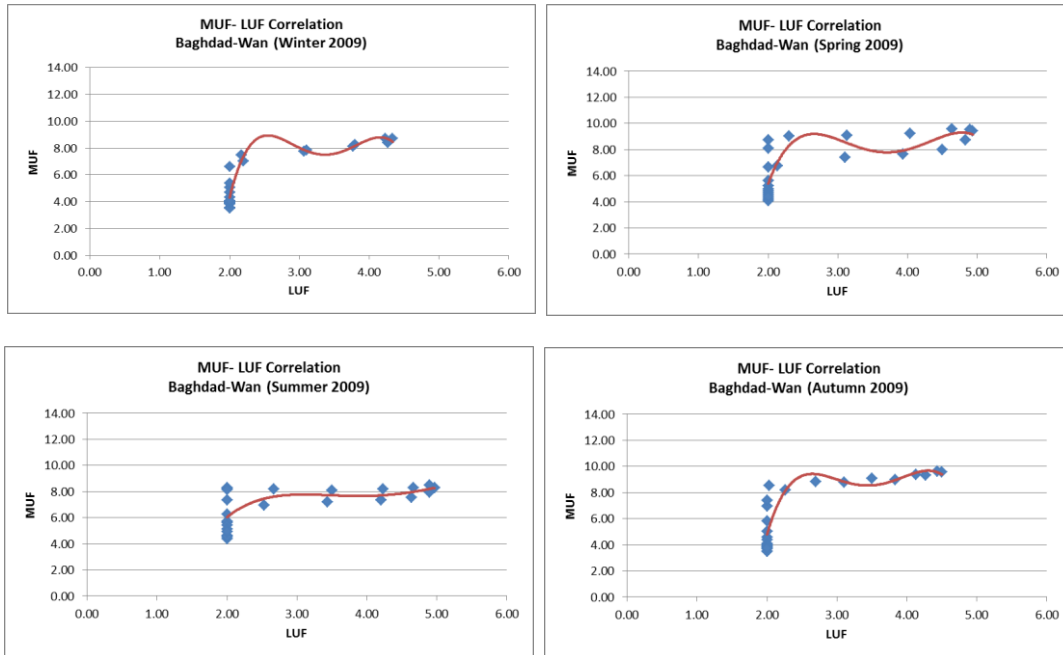 MUF- LUF Correlation
Baghdad-Wan (Winter 2009)
14.00
12.00
10.00
8.00
6.00
4.00
2.00
0.00
MUF
0.00 1.00 2.00 3.00 4.00 5.00 6.00
LUF
MUF- LUF Correlation
Baghdad-Wan (Spring 2009)
14.00
12.00
10.00
8.00
6.00
4.00
2.00
0.00
MUF
0.00 1.00 2.00 3.00 4.00 5.00 6.00
LUF
MUF- LUF Correlation
Baghdad-Wan (Summer 2009)
14.00
12.00
10.00
8.00
6.00
4.00
2.00
0.00
MUF
0.00 1.00 2.00 3.00 4.00 5.00 6.00
LUF
MUF- LUF Correlation
Baghdad-Wan (Autumn 2009)
14.00
12.00
10.00
8.00
6.00
4.00
2.00
0.00
MUF
0.00 1.00 2.00 3.00 4.00 5.00 6.00
LUF